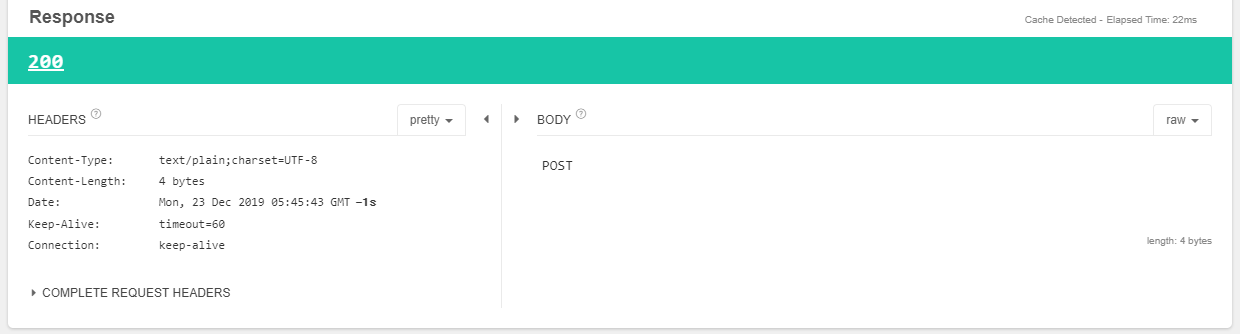 Response
Cache Detected - Elapsed Time: 22ms
200
HEADERS ?
pretty
Content-Type: text/plain;charset=UTF-8
Content-Length: 4 bytes
Date: Mon, 23 Dec 2019 05:45:43 GMT −1s
Keep-Alive: timeout=60
Connection: keep-alive
COMPLETE REQUEST HEADERS
BODY ?
raw
POST
length: 4 bytes